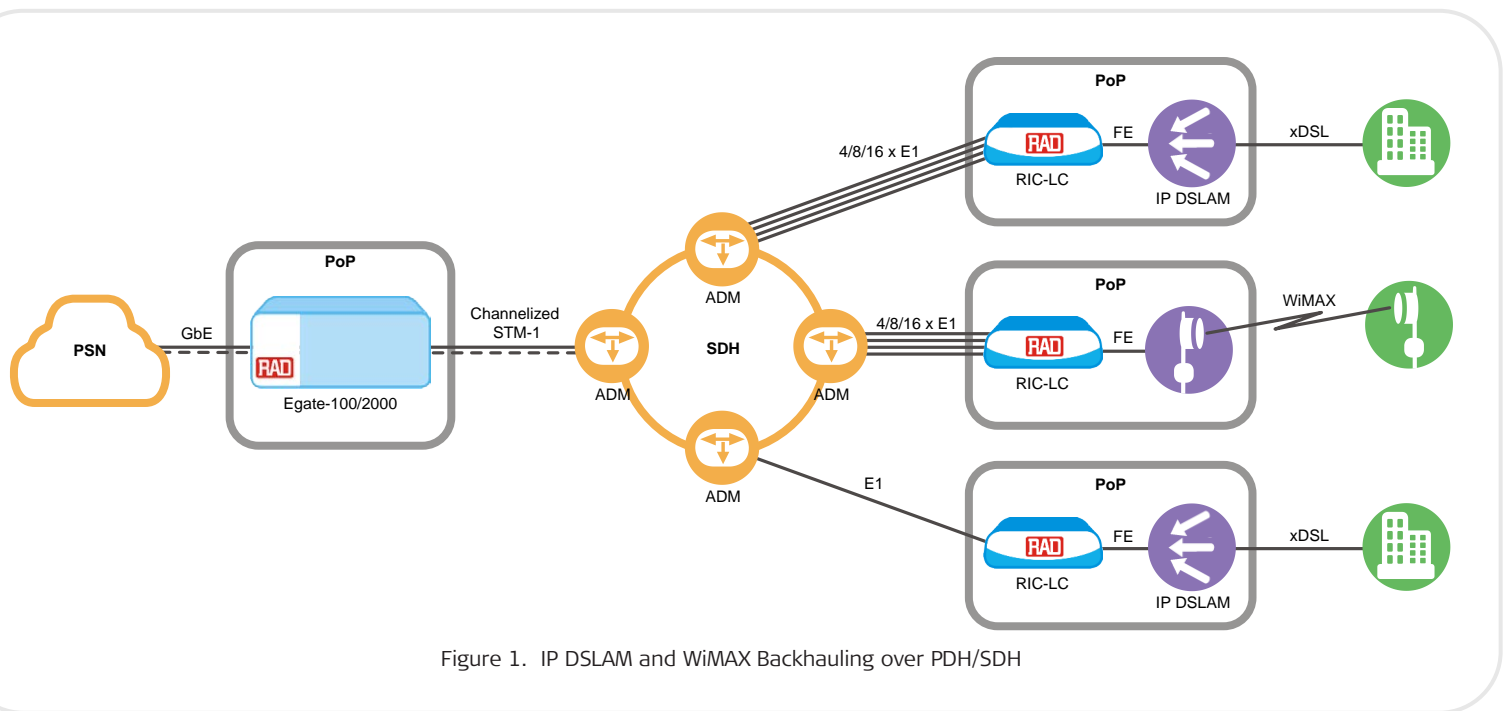 PoP
4/8/16 x E1
RAD
FE
xDSL
RIC-LC
IP DSLAM
PoP
ADM
PoP
WiMAX
PSN
GbE
RAD
Egate-100/2000
Channelized
STM-1
ADM
SDH
ADM
4/8/16 x E1
RAD
FE
RIC-LC
ADM
E1
PoP
RAD
FE
xDSL
RIC-LC
IP DSLAM
Figure 1. IP DSLAM and WiMAX Backhauling over PDH/SDH